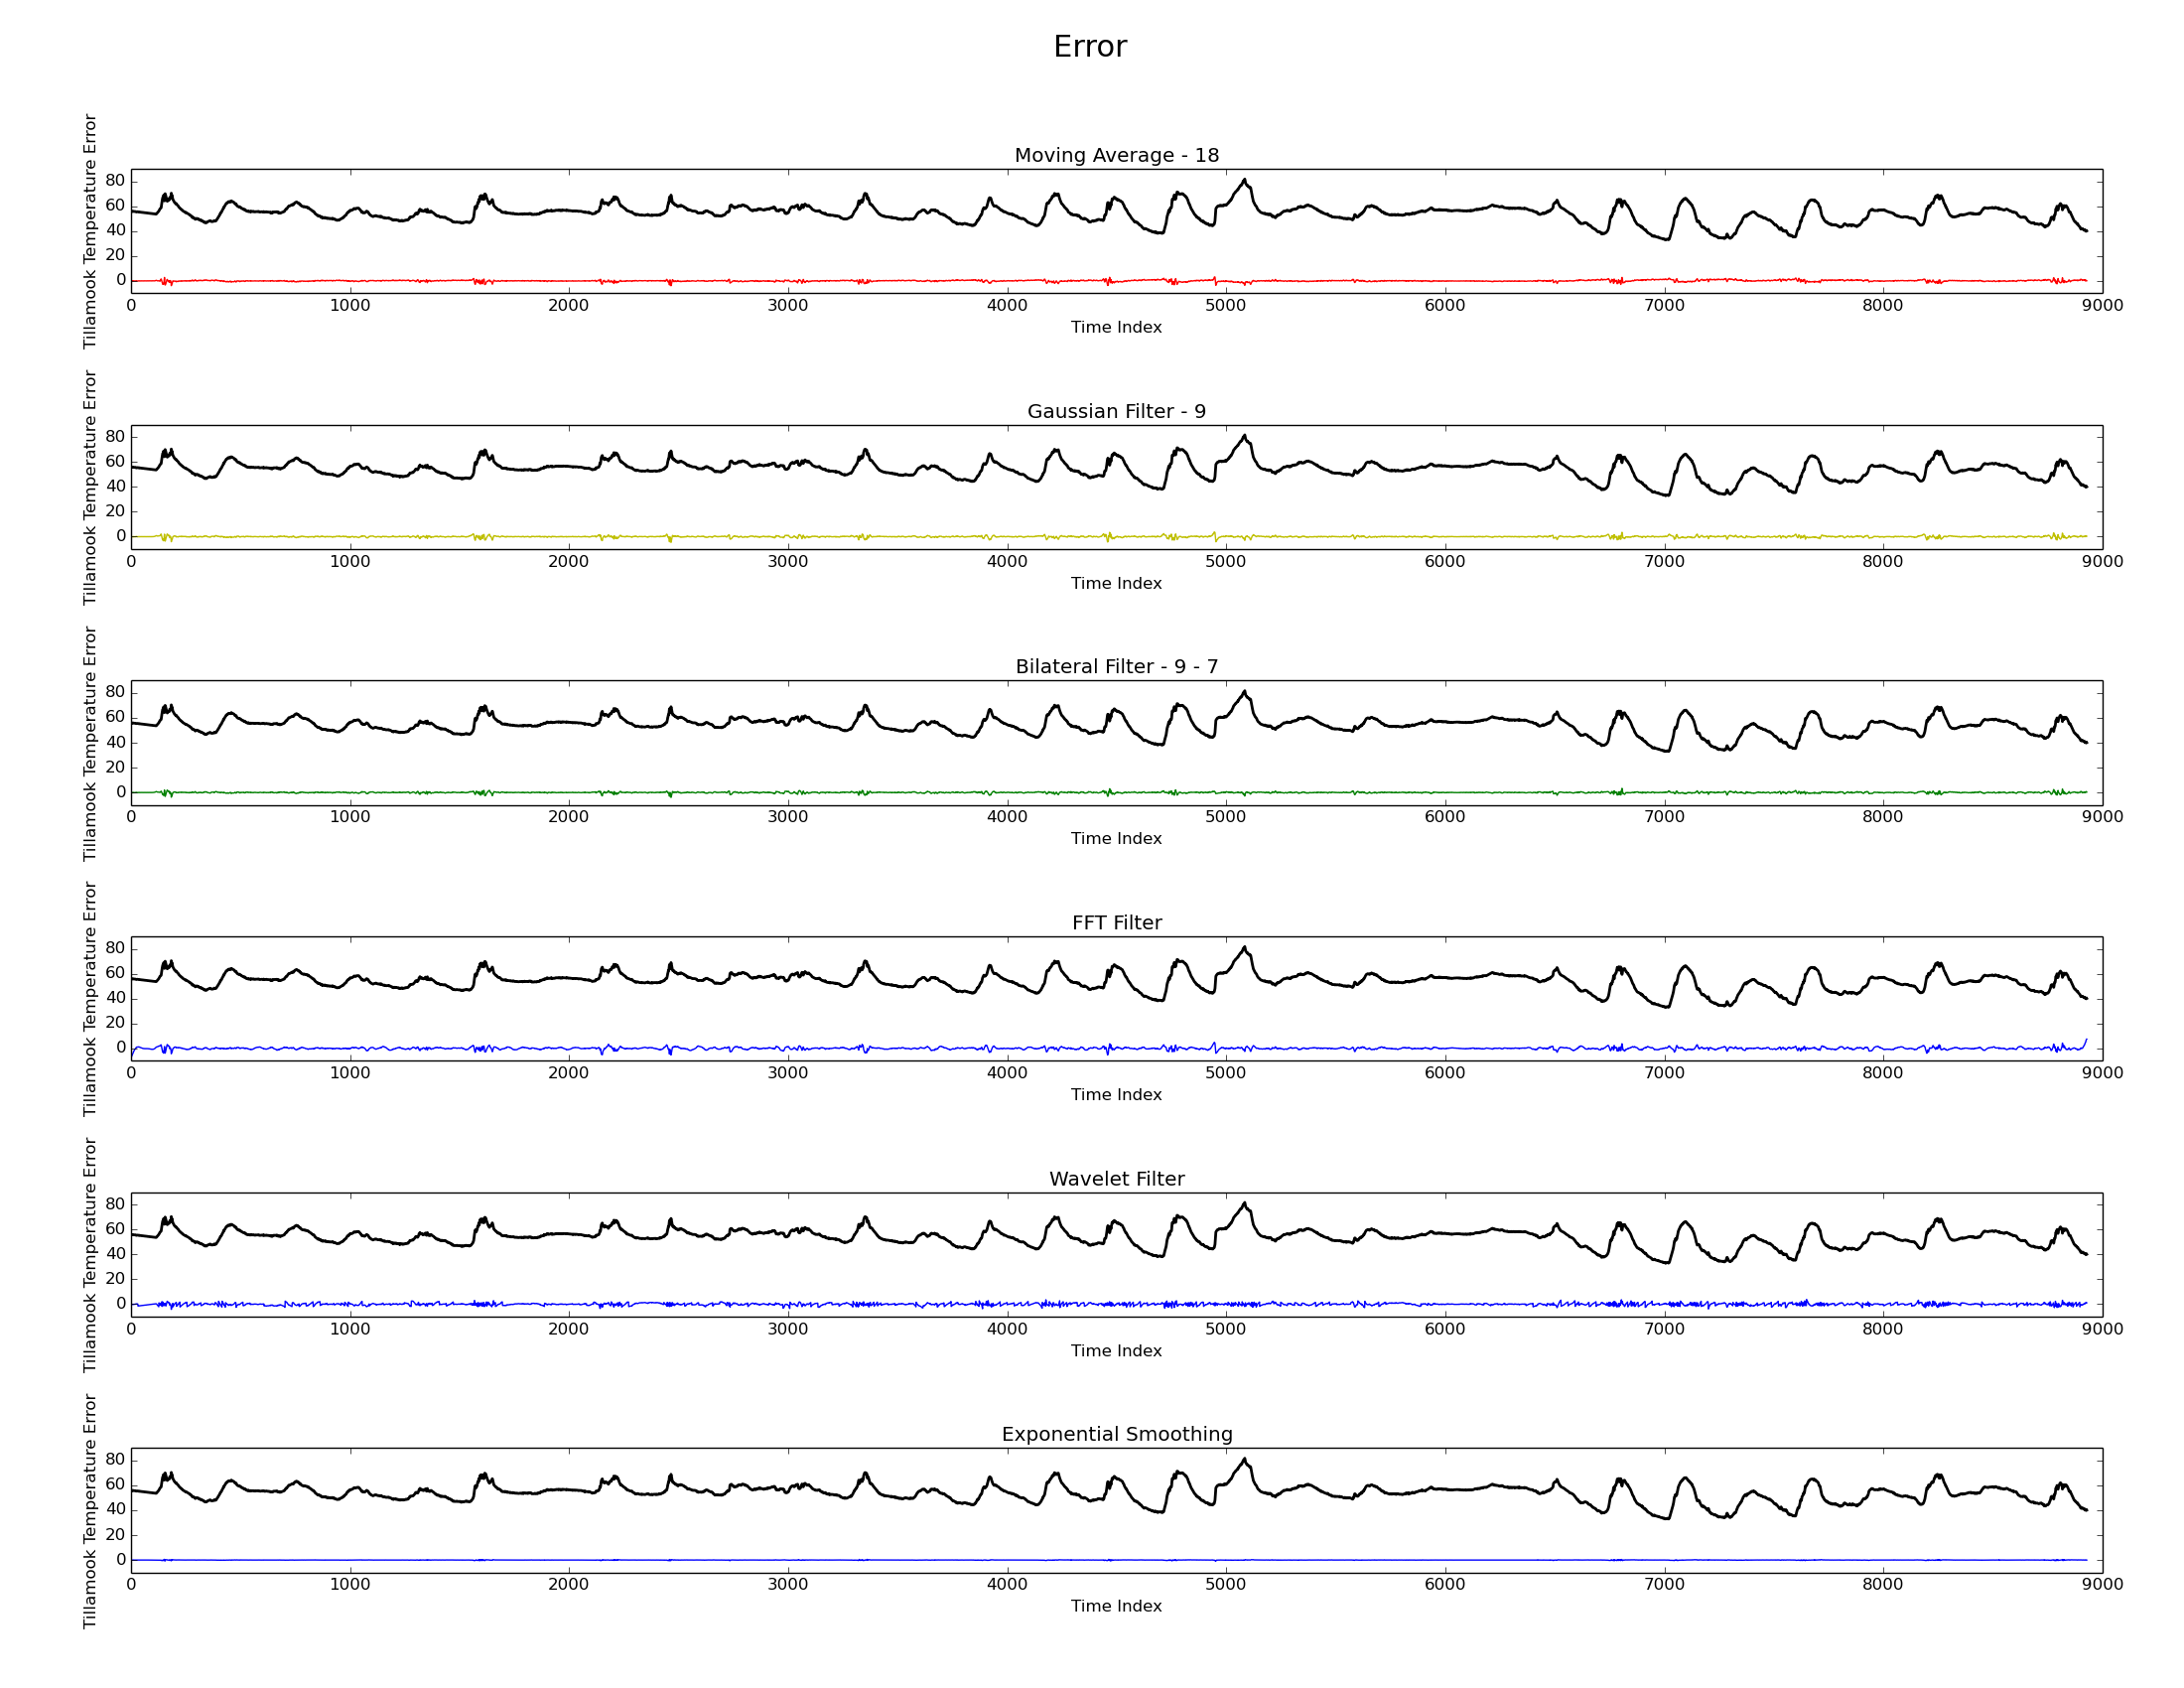 Error
Moving Average - 18
Tillamook Temperature Error
80
60
40
20
0
0 1000 2000 3000 4000 5000 6000 7000 8000 9000
Time Index
Gaussian Filter - 9
Tillamook Temperature Error
80
60
40
20
0
0 1000 2000 3000 4000 5000 6000 7000 8000 9000
Time Index
Bilateral Filter - 9 - 7
Tillamook Temperature Error
80
60
40
20
0
0 1000 2000 3000 4000 5000 6000 7000 8000 9000
Time Index
FFT Filter
Tillamook Temperature Error
80
60
40
20
0
0 1000 2000 3000 4000 5000 6000 7000 8000 9000
Time Index
Wavelet Filter
Tillamook Temperature Error
80
60
40
20
0
0 1000 2000 3000 4000 5000 6000 7000 8000 9000
Time Index
Exponential Smoothing
Tillamook Temperature Error
80
60
40
20
0
0 1000 2000 3000 4000 5000 6000 7000 8000 9000
Time Index